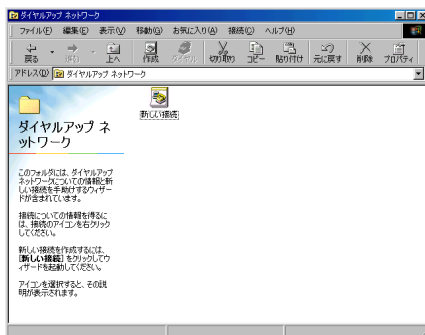 ダイヤルアップ ネットワーク
ファイル(F) 編集(E) 表示(V) 移動(G) お気に入り(A) 接続(C) ヘルプ(H)
戻る 進む 上へ 作成 ダイヤル 切り取り コピー 貼り付け 元に戻す 削除 プロパティ
アドレス(D) ダイヤルアップ ネットワーク
新しい接続
ダイヤルアップ ネ
ットワーク
このフォルダには、ダイヤルアップ
ネットワークについての情報と新
しい接続を手助けするウィザー
ドが含まれています。
接続についての情報を得るに
は、接続のアイコンを右クリック
してください。
新しい接続を作成するには、
[新しい接続] をクリックしてウ
ィザードを起動してください。
アイコンを選択すると、その説
明が表示されます。